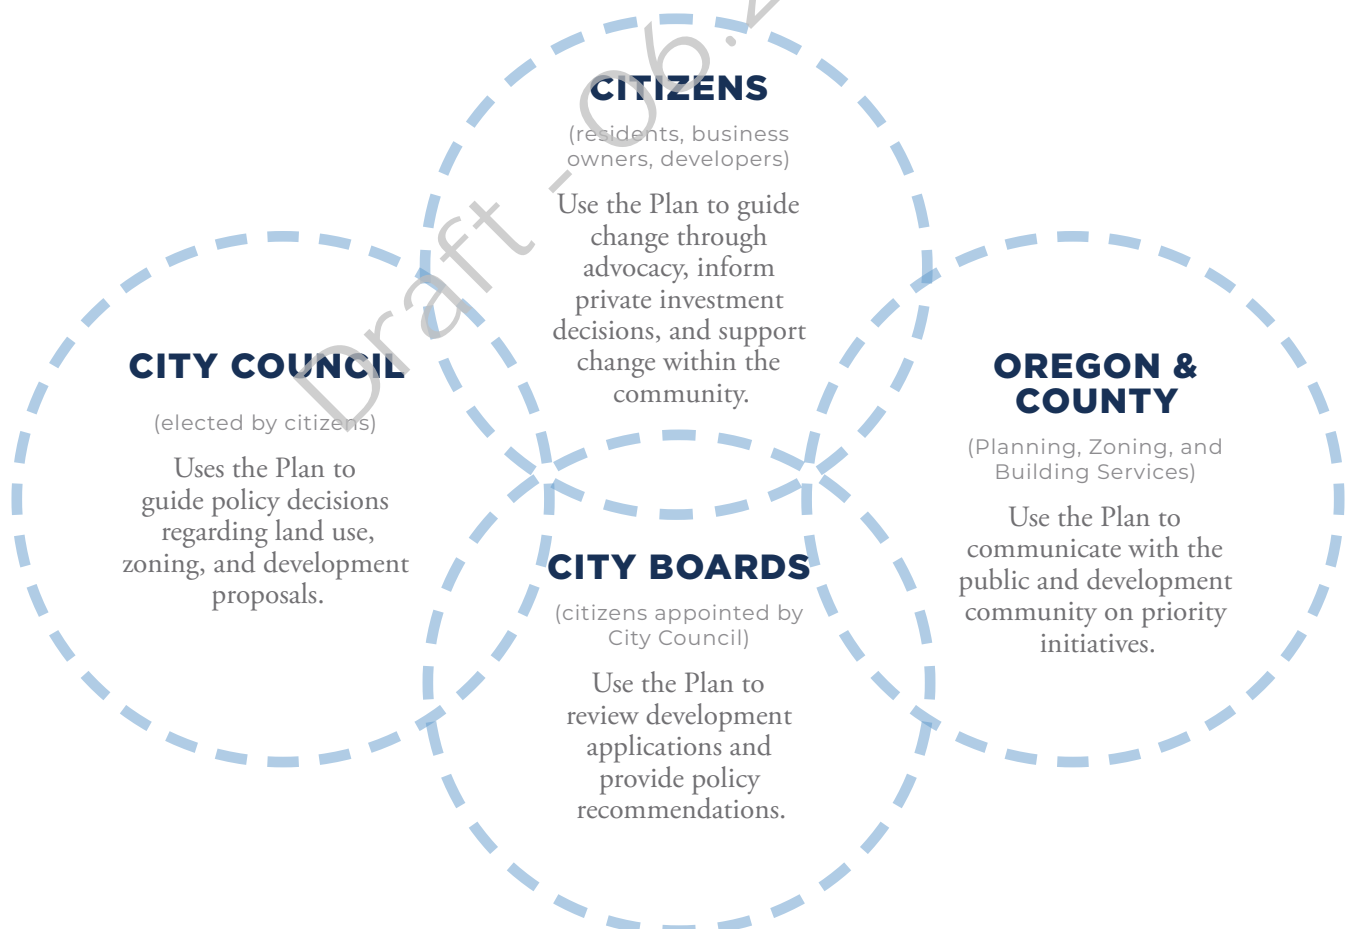 Draft - 06.2
CITIZENS
(residents, business
owners, developers)
Use the Plan to guide
change through
advocacy, inform
private investment
decisions, and support
change within the
community.
CITY COUNCIL
(elected by citizens)
Uses the Plan to
guide policy decisions
regarding land use,
zoning, and development
proposals.
OREGON &
COUNTY
(Planning, Zoning, and
Building Services)
Use the Plan to
communicate with the
public and development
community on priority
initiatives.
CITY BOARDS
(citizens appointed by
City Council)
Use the Plan to
review development
applications and
provide policy
recommendations.